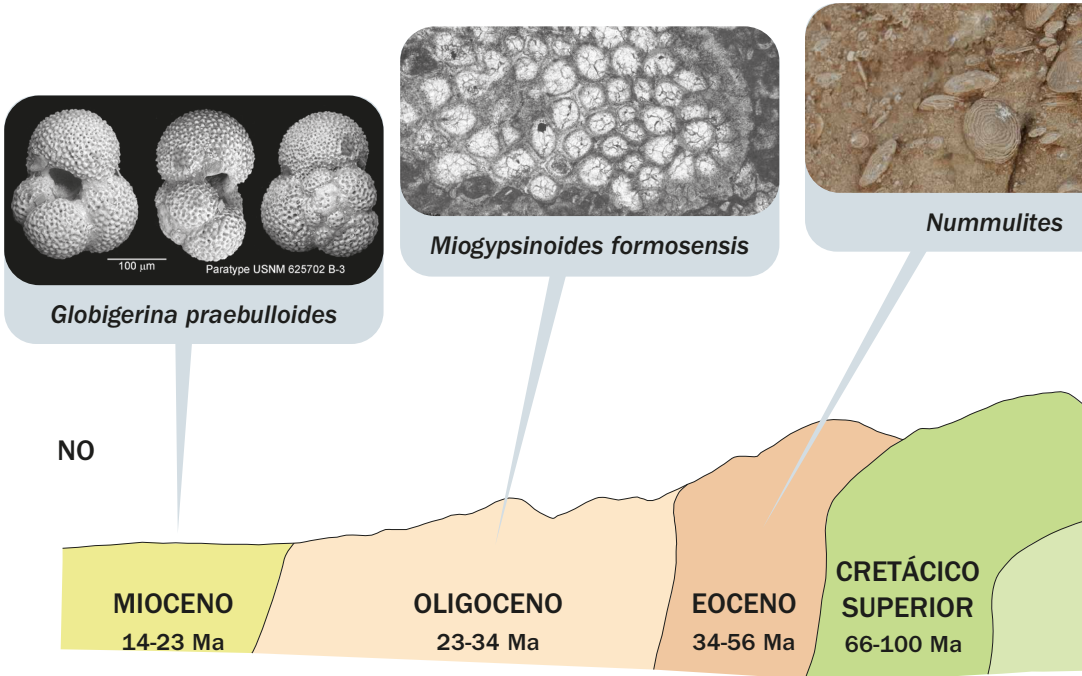 100 µm
Paratype USNM 625702 B-3
Globigerina praebulloides
Miogypsinoides formosensis
Nummulites
NO
MIOCENO
14-23 Ma
OLIGOCENO
23-34 Ma
EOCENO
34-56 Ma
CRETÁCICO
SUPERIOR
66-100 Ma